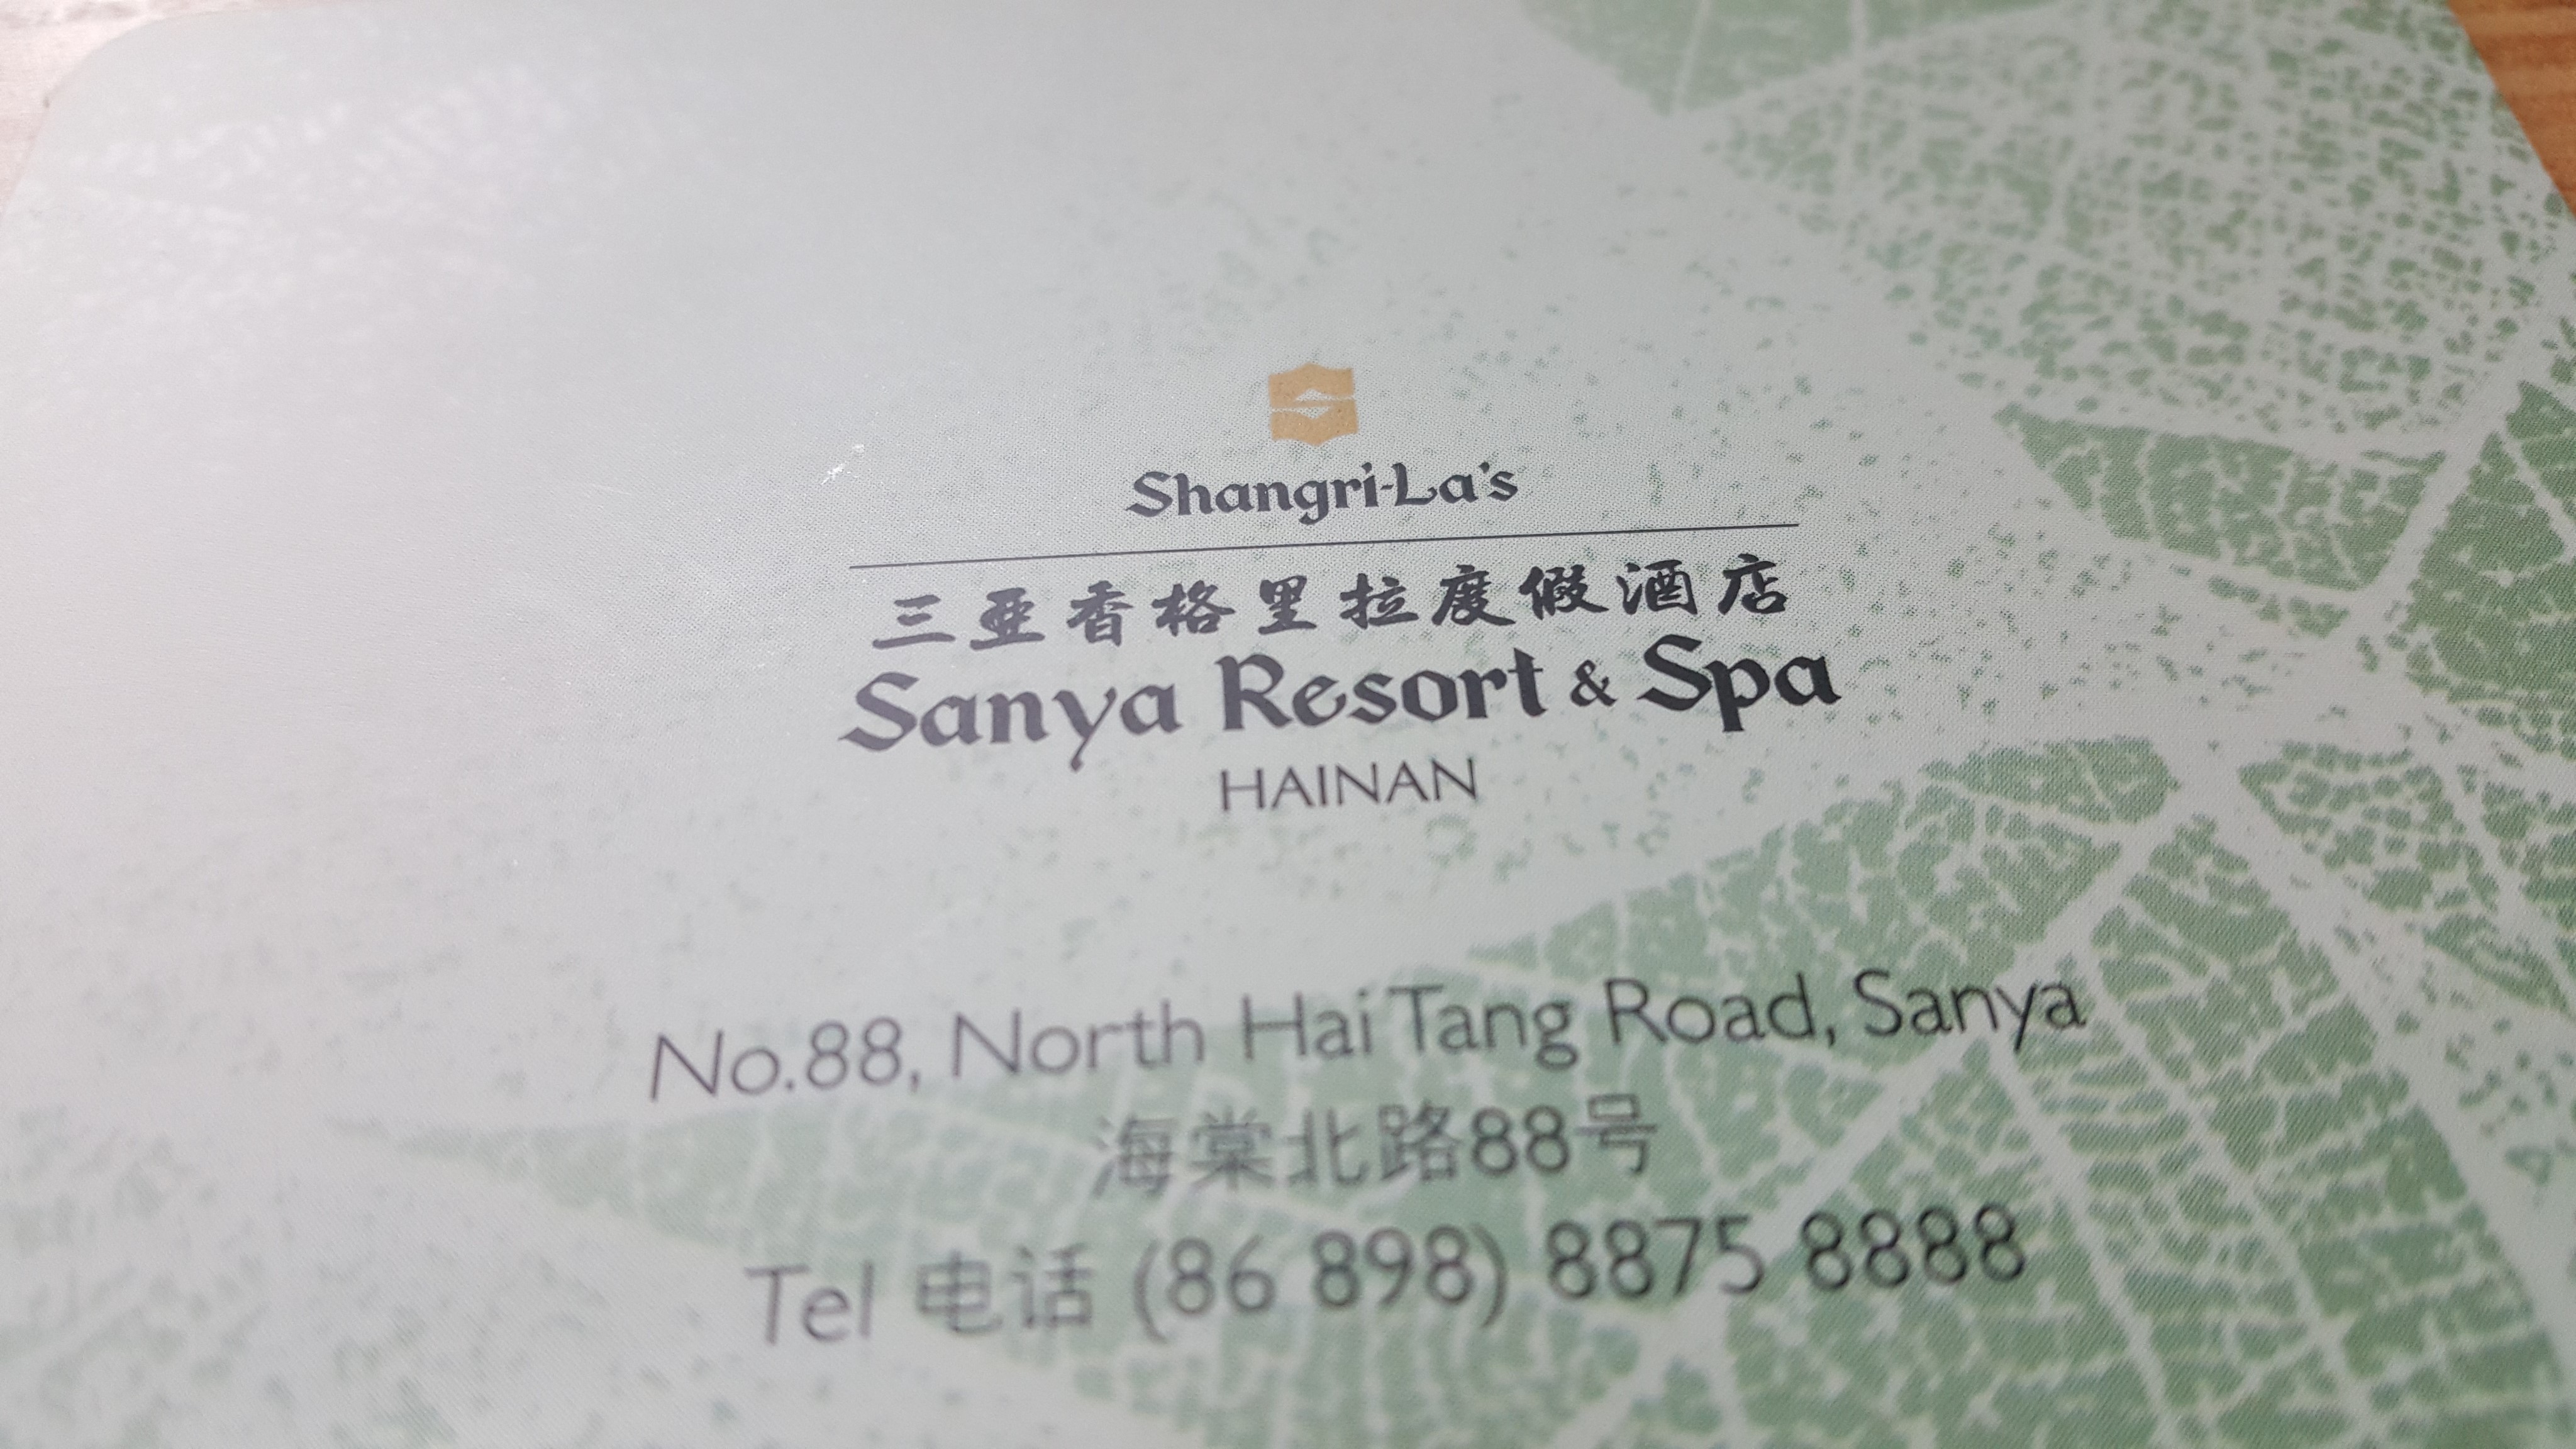 Shangri-La's
三亚香格里拉度假酒店
Sanya Resort & Spa
HAINAN
No.88, North Hai Tang Road, Sanya
海棠北路88号
Tel 电话 (86 898) 8875 8888